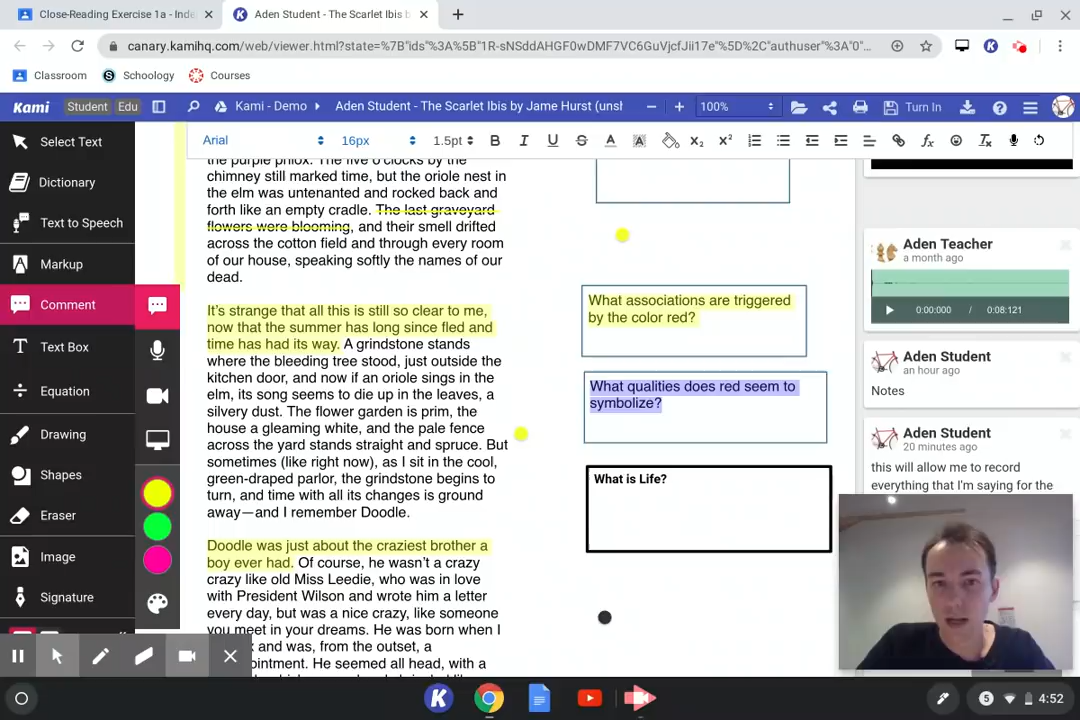 Close-Reading Exercise 1a - Inde
Aden Student - The Scarlet Ibis b
canary.kamihq.com/web/viewer.html?state=%7B"ids"%3A%5B"1R-sNSddAHGF0wDMF7VC6GuVjcfJii17e"%5D%2C"authuser"%3A"0"...
Classroom
Schoology
Courses
Kami
Student
Edu
Kami - Demo
Aden Student - The Scarlet Ibis by Jame Hurst (unsh
100%
Turn In
Arial
16px
1.5pt
Select Text
Dictionary
Text to Speech
Markup
Comment
Text Box
Equation
Drawing
Shapes
Eraser
Image
Signature
the purple phlox. The five o'clocks by the
chimney still marked time, but the oriole nest in
the elm was untenanted and rocked back and
forth like an empty cradle. The last graveyard
flowers were blooming, and their smell drifted
across the cotton field and through every room
of our house, speaking softly the names of our
dead.
It's strange that all this is still so clear to me,
now that the summer has long since fled and
time has had its way. A grindstone stands
where the bleeding tree stood, just outside the
kitchen door, and now if an oriole sings in the
elm, its song seems to die up in the leaves, a
silvery dust. The flower garden is prim, the
house a gleaming white, and the pale fence
across the yard stands straight and spruce. But
sometimes (like right now), as I sit in the cool,
green-draped parlor, the grindstone begins to
turn, and time with all its changes is ground
away—and I remember Doodle.
Doodle was just about the craziest brother a
boy ever had. Of course, he wasn't a crazy
crazy like old Miss Leedie, who was in love
with President Wilson and wrote him a letter
every day, but was a nice crazy, like someone
you meet in your dreams. He was born when I
x and was, from the outset, a
ointment. He seemed all head, with a
What associations are triggered
by the color red?
What qualities does red seem to
symbolize?
What is Life?
Aden Teacher
a month ago
0:00:000 / 0:08:121
Aden Student
an hour ago
Notes
Aden Student
20 minutes ago
this will allow me to record
everything that I'm saying for the
5
4:52